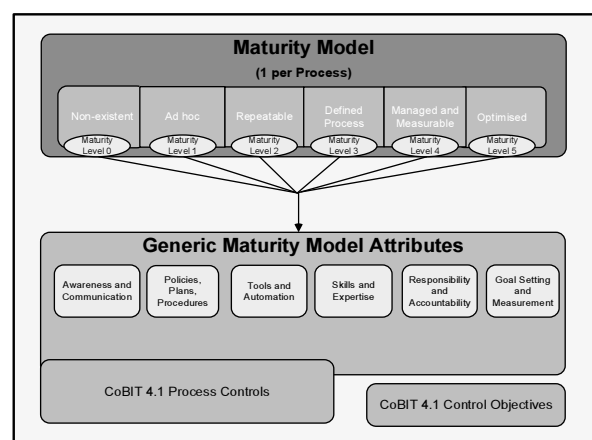 Maturity Model
(1 per Process)
Non-existent
Ad hoc
Repeatable
Defined
Process
Managed and
Measurable
Optimised
Maturity
Level 0
Maturity
Level 1
Maturity
Level 2
Maturity
Level 3
Maturity
Level 4
Maturity
Level 5
Generic Maturity Model Attributes
Awareness and
Communication
Policies,
Plans,
Procedures
Tools and
Automation
Skills and
Expertise
Responsibility
and
Accountability
Goal Setting
and
Measurement
CoBIT 4.1 Process Controls
CoBIT 4.1 Control Objectives